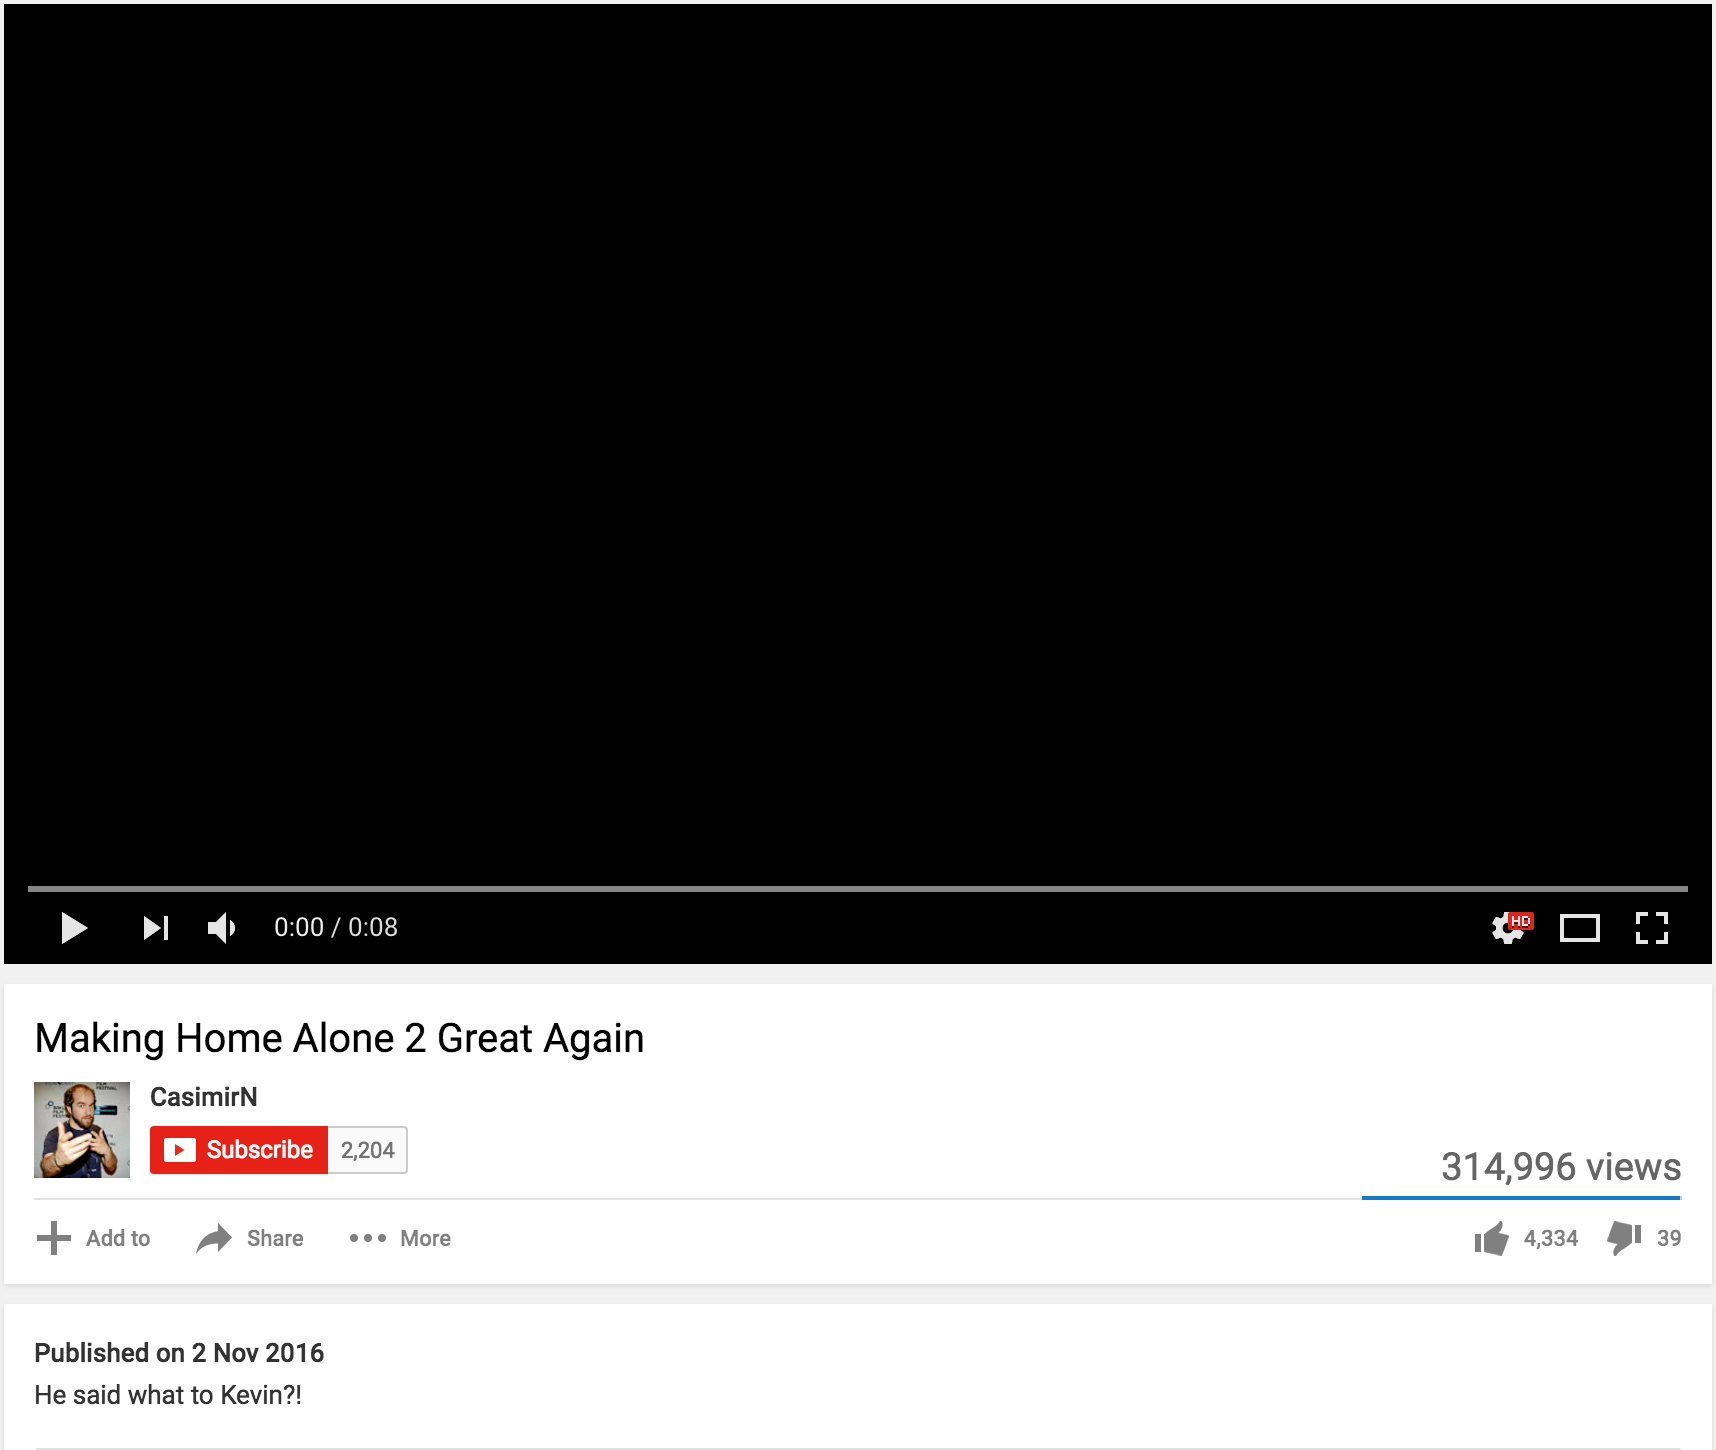 0:00 / 0:08
HD
Making Home Alone 2 Great Again
CasimirN
Subscribe 2,204
314,996 views
Add to Share More 4,334 39
Published on 2 Nov 2016
He said what to Kevin?!